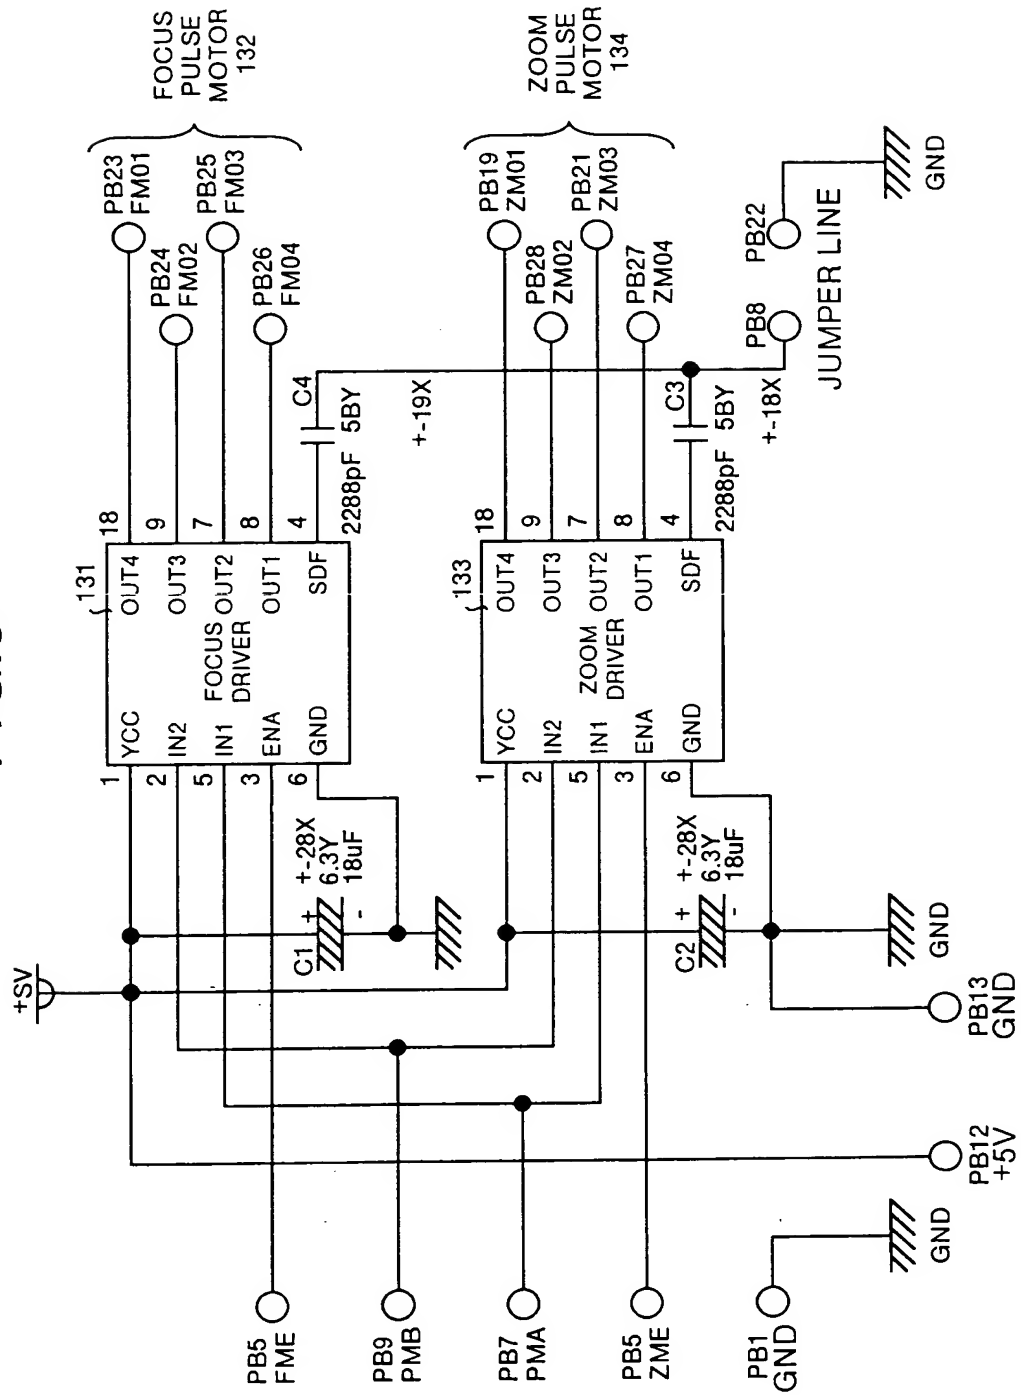 FOCUS
PULSE
MOTOR
132
ZOOM
PULSE
MOTOR
134
PB23
FM01
PB24
FM02
PB25
FM03
PB26
FM04
PB19
ZM01
PB28
ZM02
PB21
ZM03
PB27
ZM04
PB8
PB22
JUMPER LINE
GND
C4
2288pF 5BY
+-19X
C3
2288pF 5BY
+-18X
131
18
9
7
8
4
OUT4
OUT3
OUT2
OUT1
SDF
FOCUS
DRIVER
YCC
IN2
IN1
ENA
GND
1
2
5
3
6
133
18
9
7
8
4
OUT4
OUT3
OUT2
OUT1
SDF
ZOOM
DRIVER
YCC
IN2
IN1
ENA
GND
1
2
5
3
6
+SV
C1
+
-
+-28X
6.3Y
18uF
C2
+
-
+-28X
6.3Y
18uF
GND
PB13
GND
PB12
+5V
GND
PB5
FME
PB9
PMB
PB7
PMA
PB5
ZME
PB1
GND